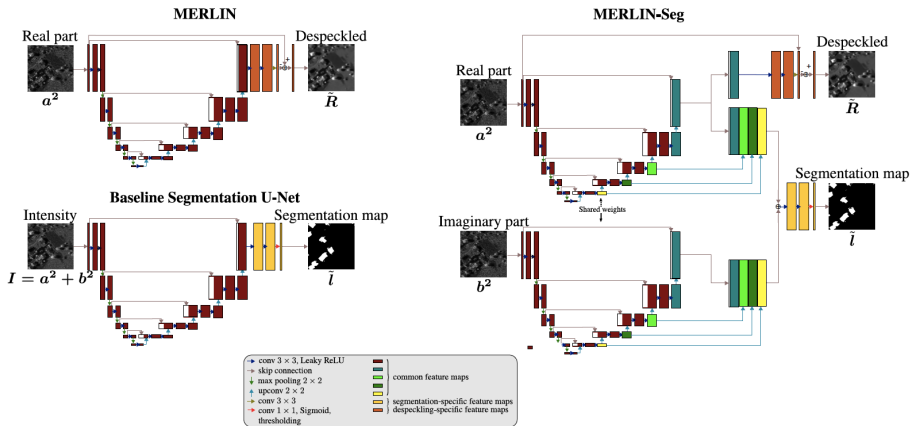 MERLIN
Real part
Despeckled
a²
R̃
Baseline Segmentation U-Net
Intensity
Segmentation map
I = a² + b²
l̃
MERLIN-Seg
Real part
Despeckled
a²
R̃
Segmentation map
Shared weights
l̃
Imaginary part
b²
conv 3 × 3, Leaky ReLU
skip connection
max pooling 2 × 2
upconv 2 × 2
conv 3 × 3
conv 1 × 1, Sigmoid,
thresholding
common feature maps
segmentation-specific feature maps
despeckling-specific feature maps